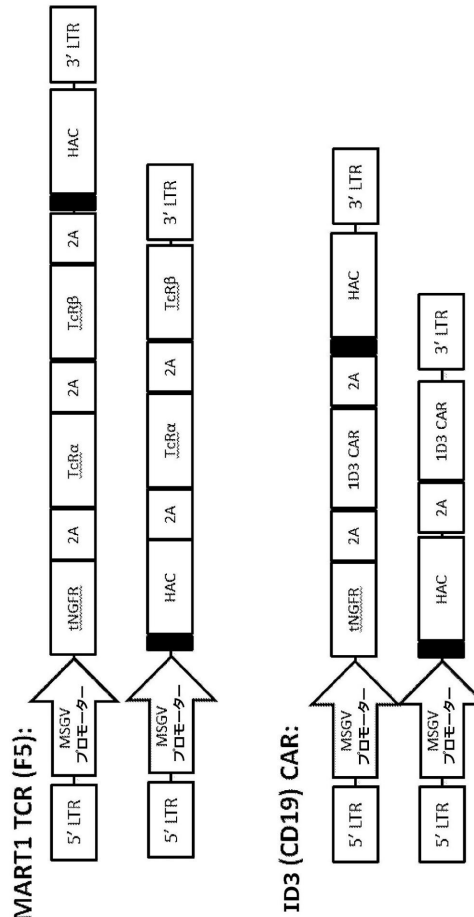 MART1 TCR (F5):
5' LTR
MSGV
プロモーター
tNGFR
2A
TcRα
2A
TcRβ
2A
HAC
3' LTR
5' LTR
MSGV
プロモーター
HAC
2A
TcRα
2A
TcRβ
3' LTR
ID3 (CD19) CAR:
5' LTR
MSGV
プロモーター
tNGFR
2A
1D3 CAR
2A
HAC
3' LTR
5' LTR
MSGV
プロモーター
HAC
2A
1D3 CAR
3' LTR